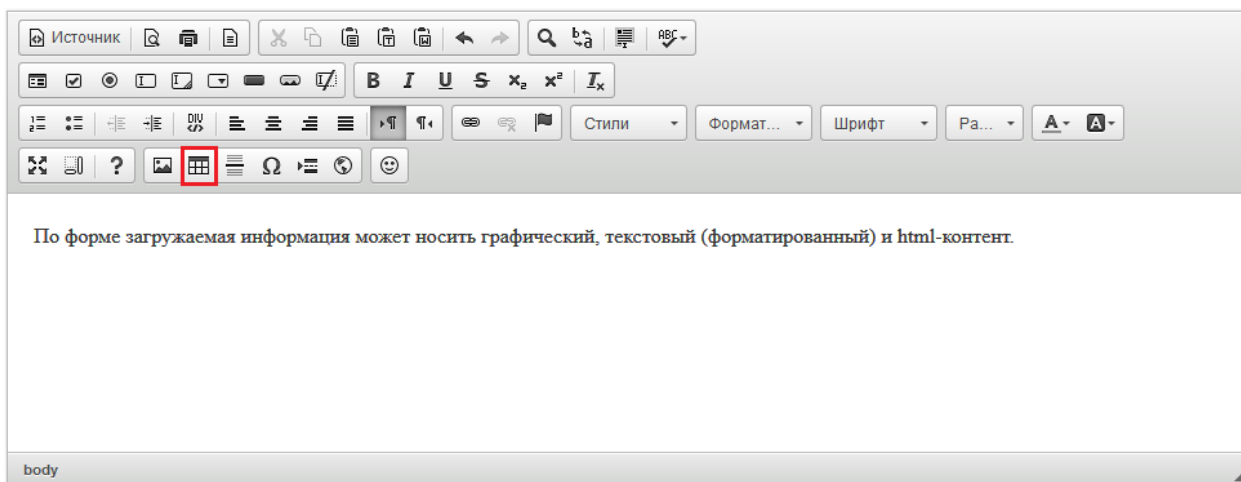 Источник
B I U S x₂ x² Tx
Стили Формат... Шрифт Ра... A A
? Ω
По форме загружаемая информация может носить графический, текстовый (форматированный) и html-контент.
body